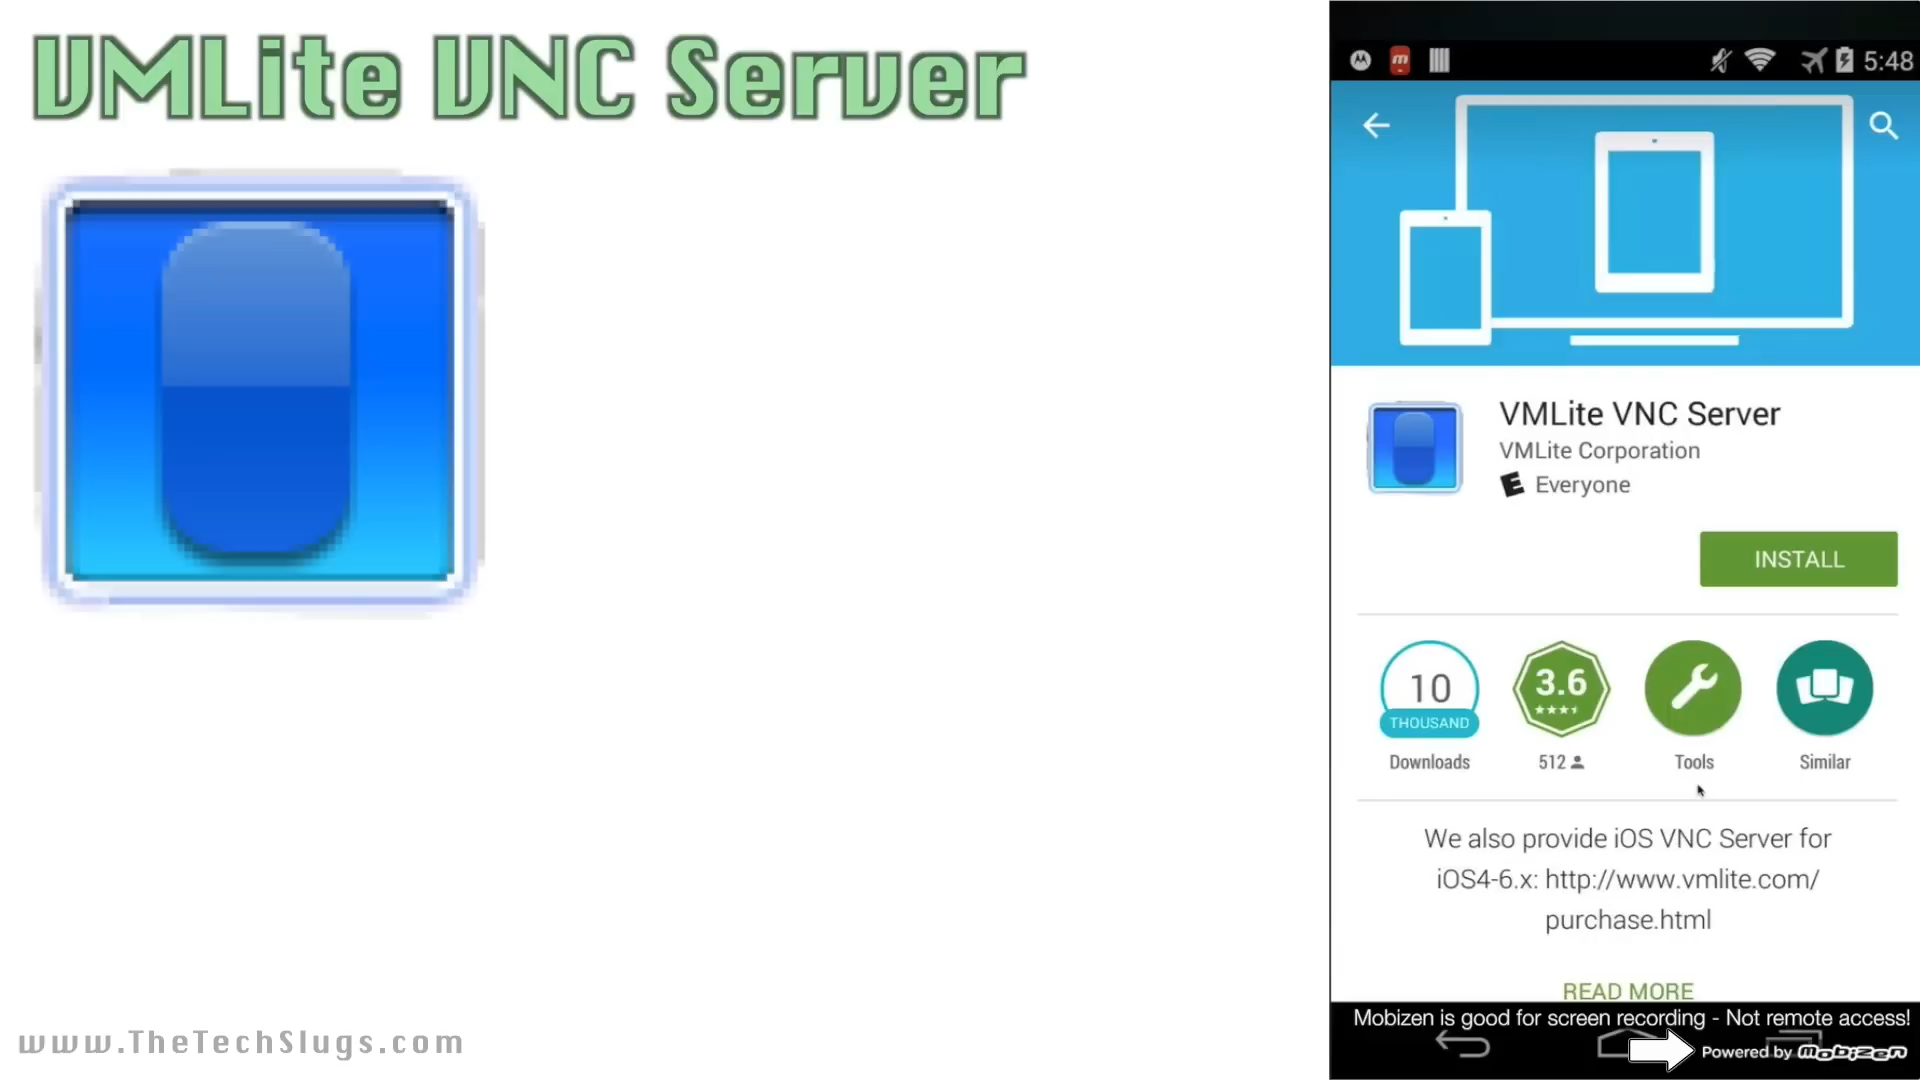 VMLite VNC Server
5:48
VMLite VNC Server
VMLite Corporation
E Everyone
INSTALL
10
THOUSAND
Downloads
3.6
512
Tools
Similar
We also provide iOS VNC Server for
iOS4-6.x: http://www.vmlite.com/
purchase.html
READ MORE
Mobizen is good for screen recording - Not remote access!
Powered by Mobizen
www.TheTechSlugs.com